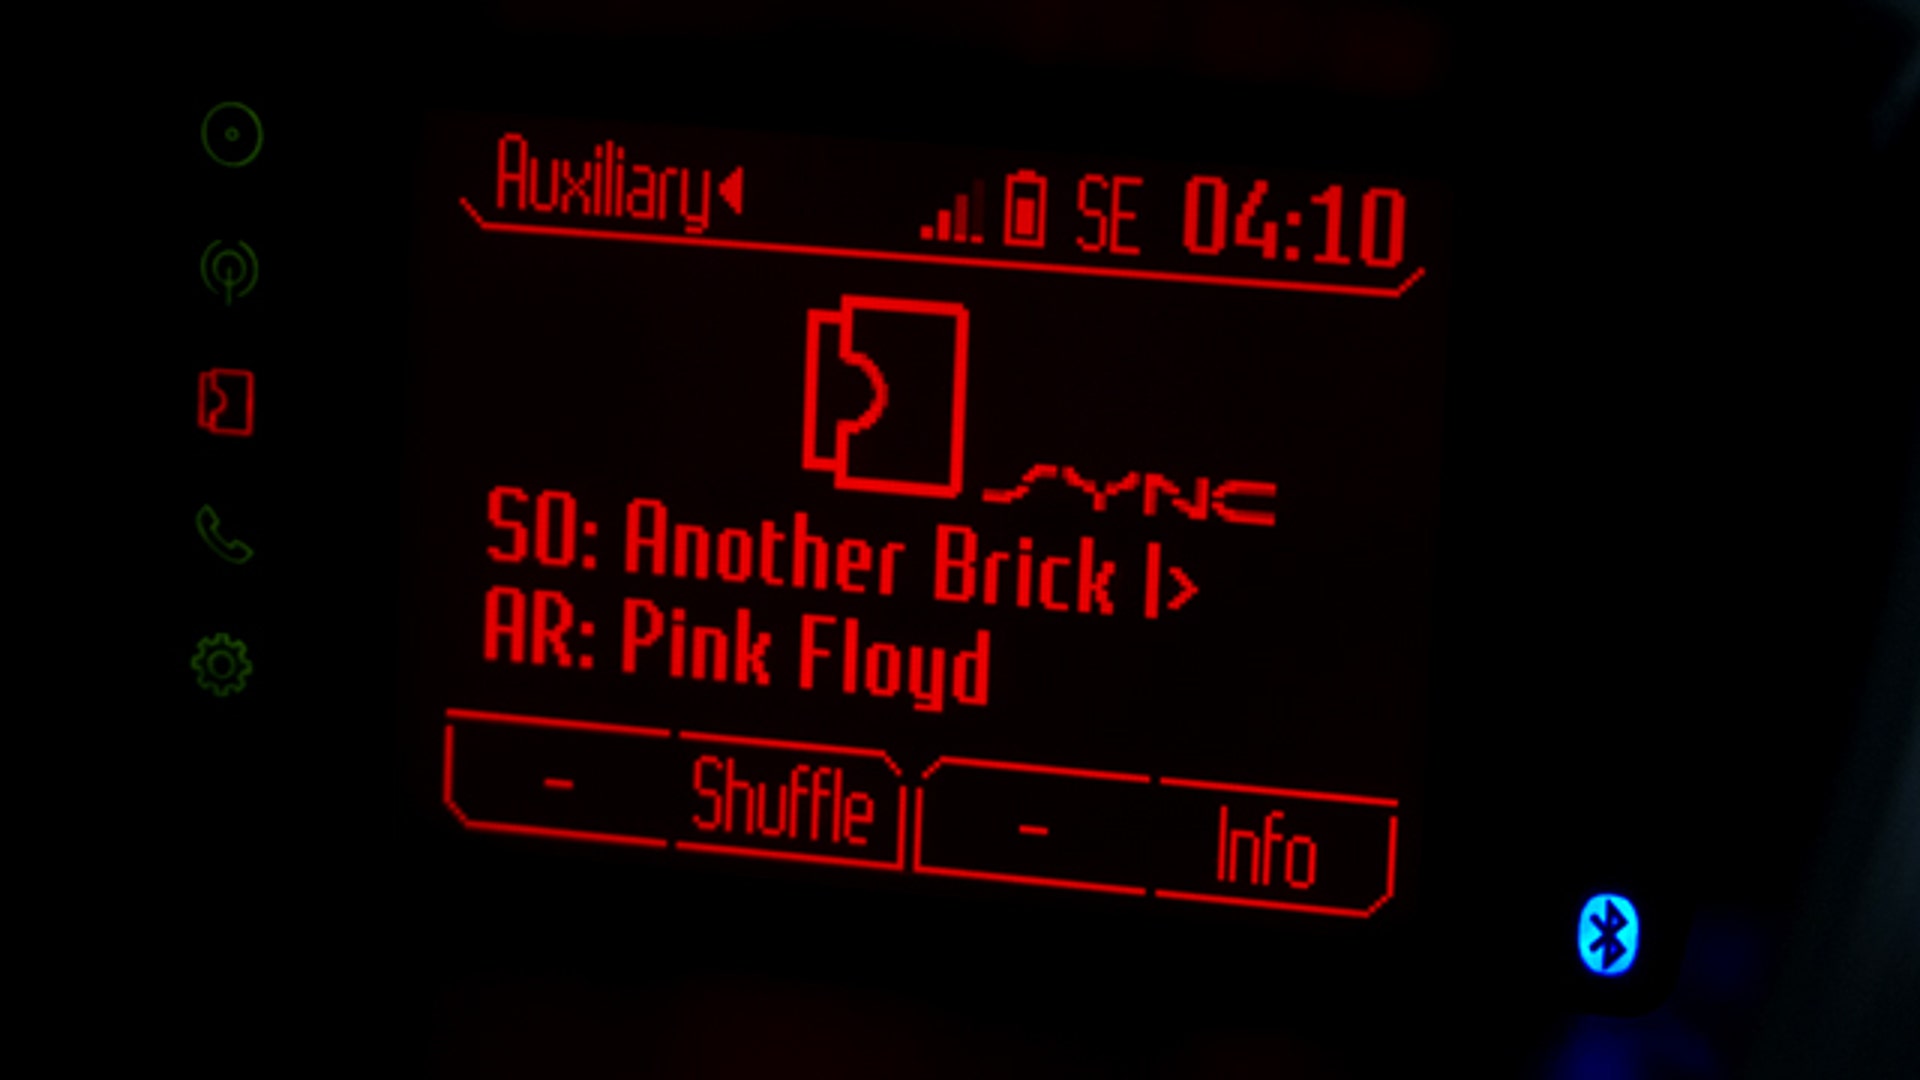 Auxiliary SE 04:10
SYNC
SO: Another Brick I>
AR: Pink Floyd
- Shuffle - Info